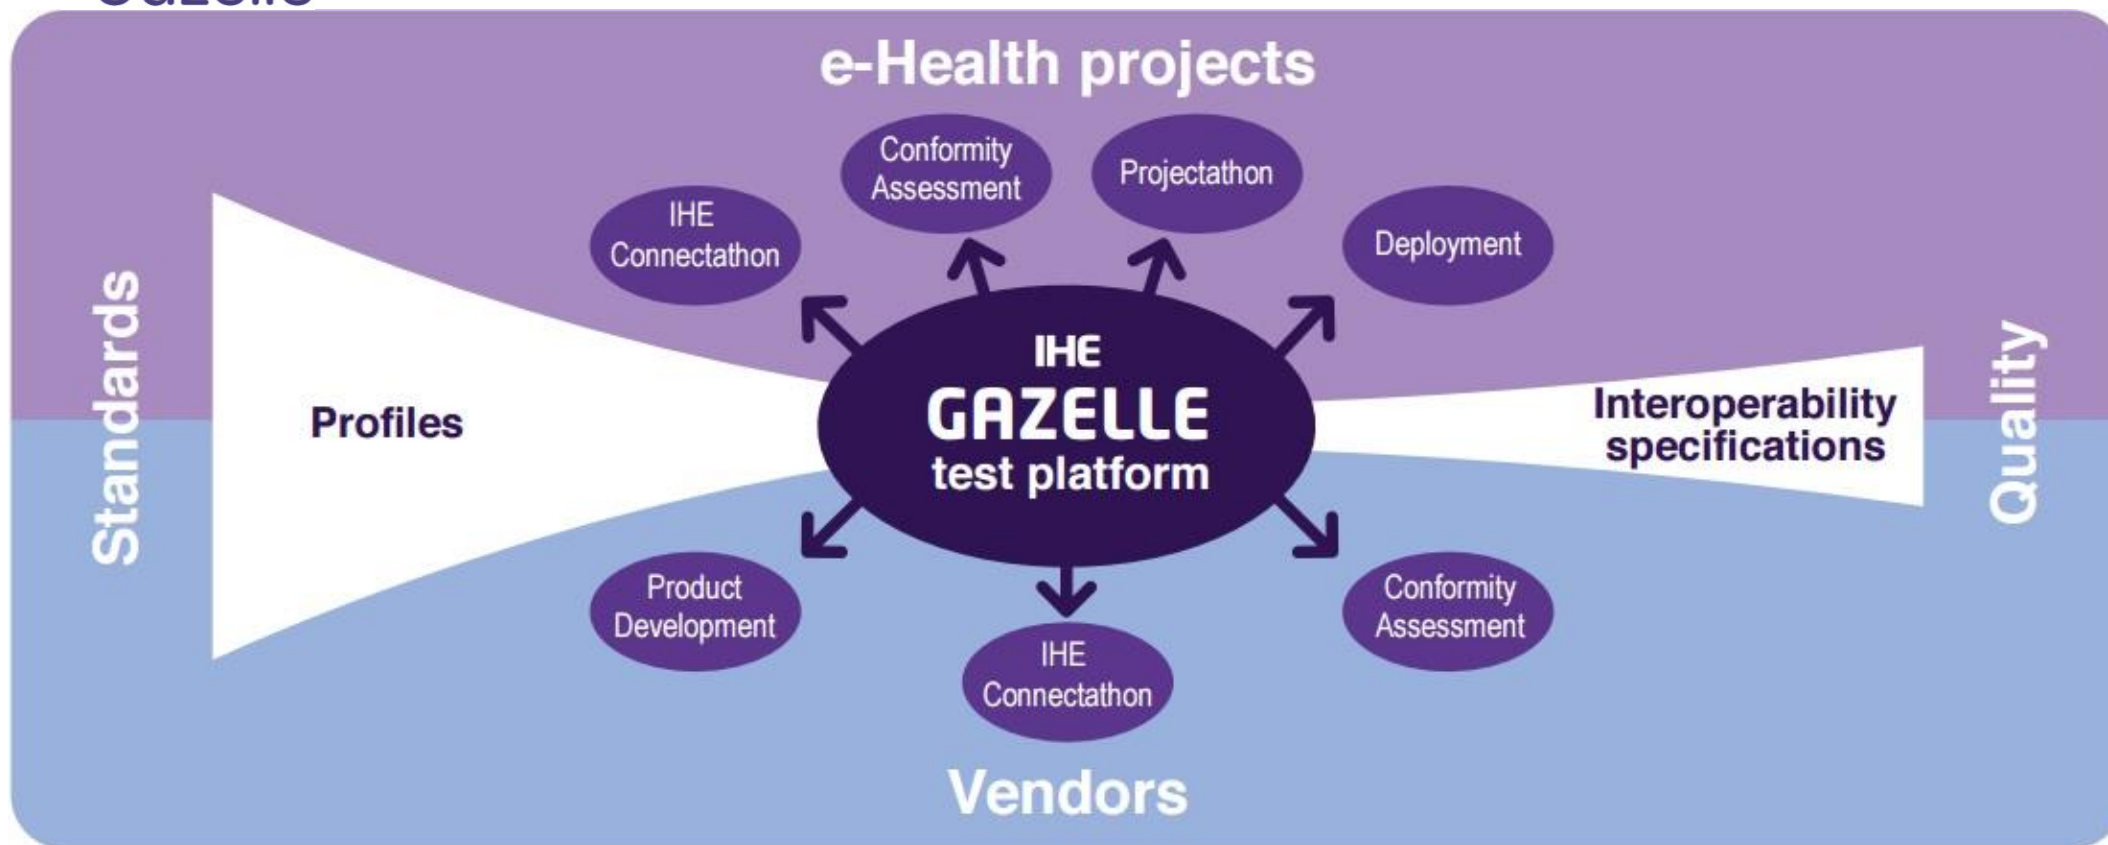 Gazelle
e-Health projects
Conformity
Assessment
Projectathon
IHE
Connectathon
Deployment
Standards
Profiles
IHE
GAZELLE
test platform
Interoperability
specifications
Quality
Product
Development
IHE
Connectathon
Conformity
Assessment
Vendors